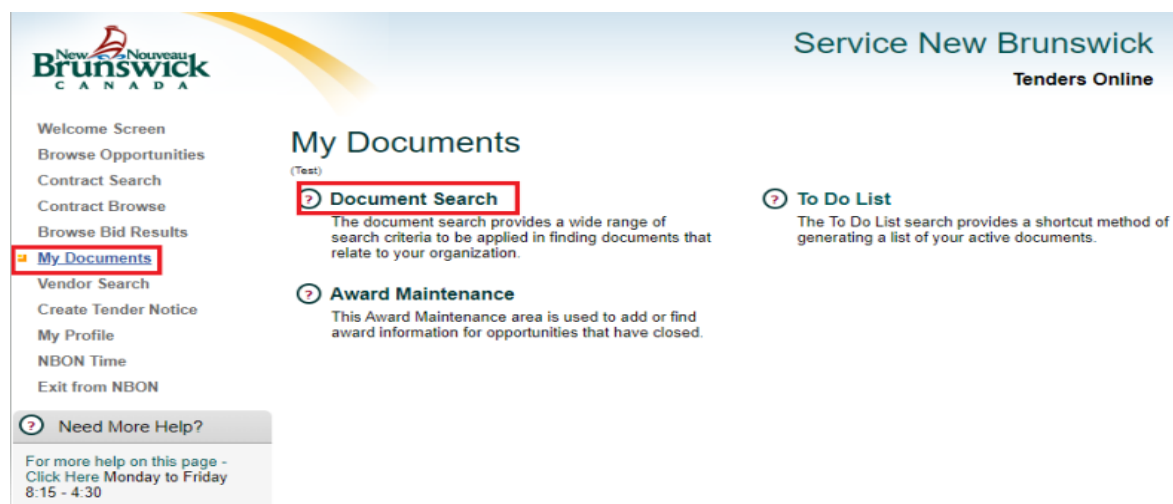 New Nouveau
Brunswick
CANADA
Service New Brunswick
Tenders Online
Welcome Screen
Browse Opportunities
Contract Search
Contract Browse
Browse Bid Results
My Documents
Vendor Search
Create Tender Notice
My Profile
NBON Time
Exit from NBON
? Need More Help?
For more help on this page -
Click Here Monday to Friday
8:15 - 4:30
My Documents
(Test)
? Document Search
The document search provides a wide range of
search criteria to be applied in finding documents that
relate to your organization.
? Award Maintenance
This Award Maintenance area is used to add or find
award information for opportunities that have closed.
? To Do List
The To Do List search provides a shortcut method of
generating a list of your active documents.